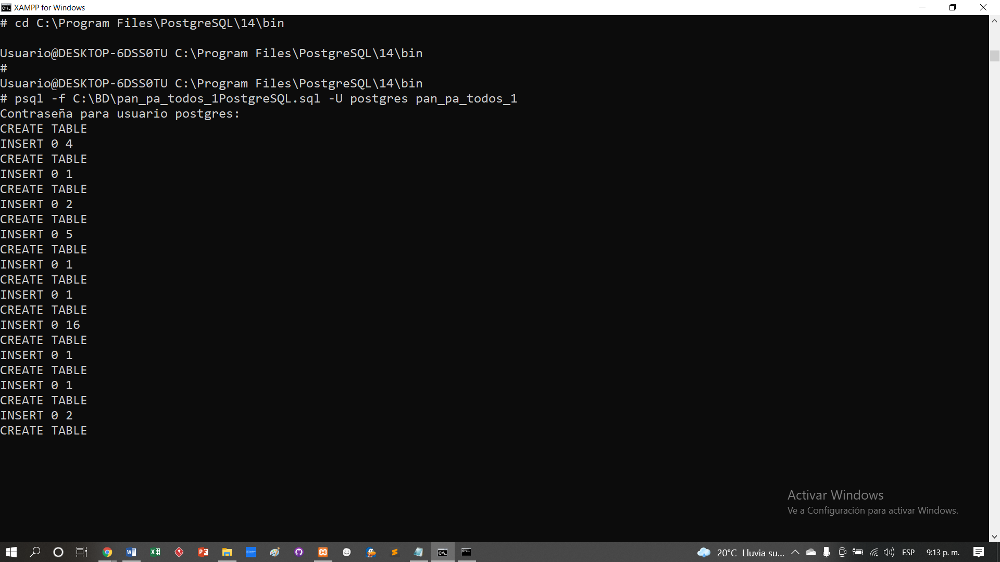 XAMPP for Windows
# cd C:\Program Files\PostgreSQL\14\bin
Usuario@DESKTOP-6DSS0TU C:\Program Files\PostgreSQL\14\bin
#
Usuario@DESKTOP-6DSS0TU C:\Program Files\PostgreSQL\14\bin
# psql -f C:\BD\pan_pa_todos_1PostgreSQL.sql -U postgres pan_pa_todos_1
Contraseña para usuario postgres:
CREATE TABLE
INSERT 0 4
CREATE TABLE
INSERT 0 1
CREATE TABLE
INSERT 0 2
CREATE TABLE
INSERT 0 5
CREATE TABLE
INSERT 0 1
CREATE TABLE
INSERT 0 1
CREATE TABLE
INSERT 0 16
CREATE TABLE
INSERT 0 1
CREATE TABLE
INSERT 0 1
CREATE TABLE
INSERT 0 2
CREATE TABLE
Activar Windows
Ve a Configuración para activar Windows.
20°C Lluvia su... ESP 9:13 p. m.